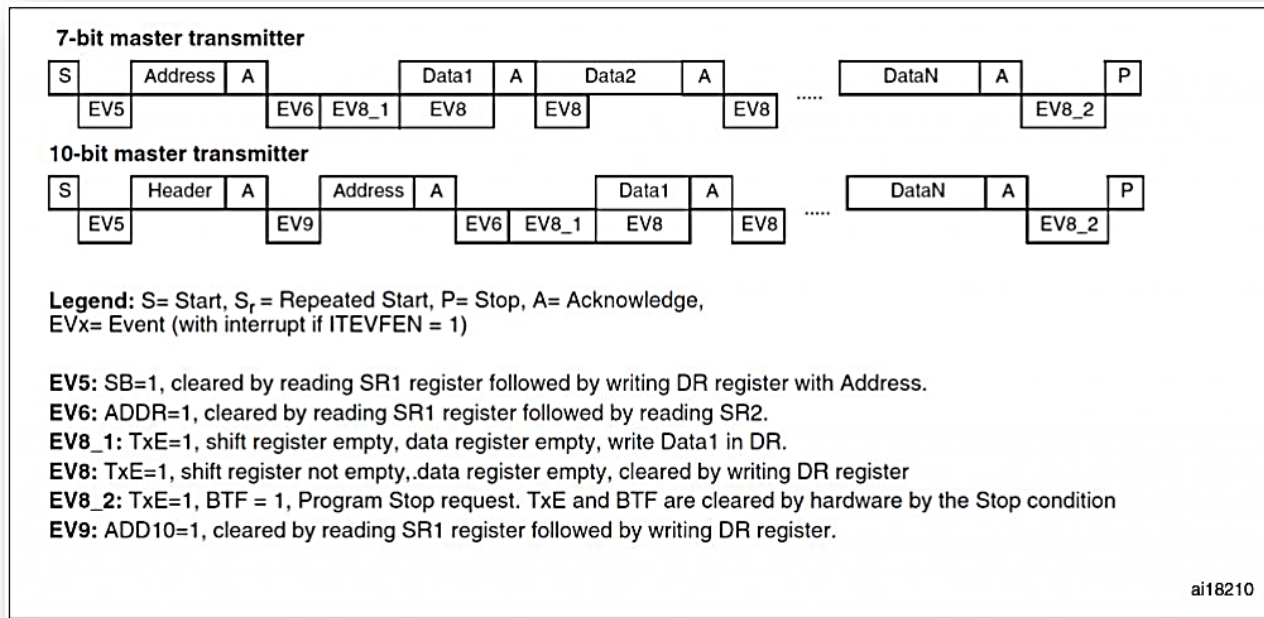 7-bit master transmitter
S Address A Data1 A Data2 A ..... DataN A P
EV5 EV6 EV8_1 EV8 EV8 EV8 EV8_2
10-bit master transmitter
S Header A Address A Data1 A ..... DataN A P
EV5 EV9 EV6 EV8_1 EV8 EV8 EV8_2
Legend: S= Start, Sr = Repeated Start, P= Stop, A= Acknowledge,
EVx= Event (with interrupt if ITEVFEN = 1)
EV5: SB=1, cleared by reading SR1 register followed by writing DR register with Address.
EV6: ADDR=1, cleared by reading SR1 register followed by reading SR2.
EV8_1: TxE=1, shift register empty, data register empty, write Data1 in DR.
EV8: TxE=1, shift register not empty,.data register empty, cleared by writing DR register
EV8_2: TxE=1, BTF = 1, Program Stop request. TxE and BTF are cleared by hardware by the Stop condition
EV9: ADD10=1, cleared by reading SR1 register followed by writing DR register.
ai18210